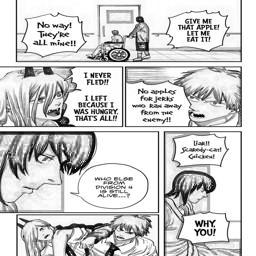 GIVE ME
THAT APPLE!
LET ME
EAT IT!
No way!
They're
all mine!!
No apples
for jerks
who ran away
from the
enemy!!
I NEVER
FLED!!
I LEFT
BECAUSE I
WAS HUNGRY,
THAT'S ALL!!
Liar!!
Scaredy-cat!
Chicken!
WHO ELSE
FROM
DIVISION 4
IS STILL
ALIVE....?
WHY,
YOU!